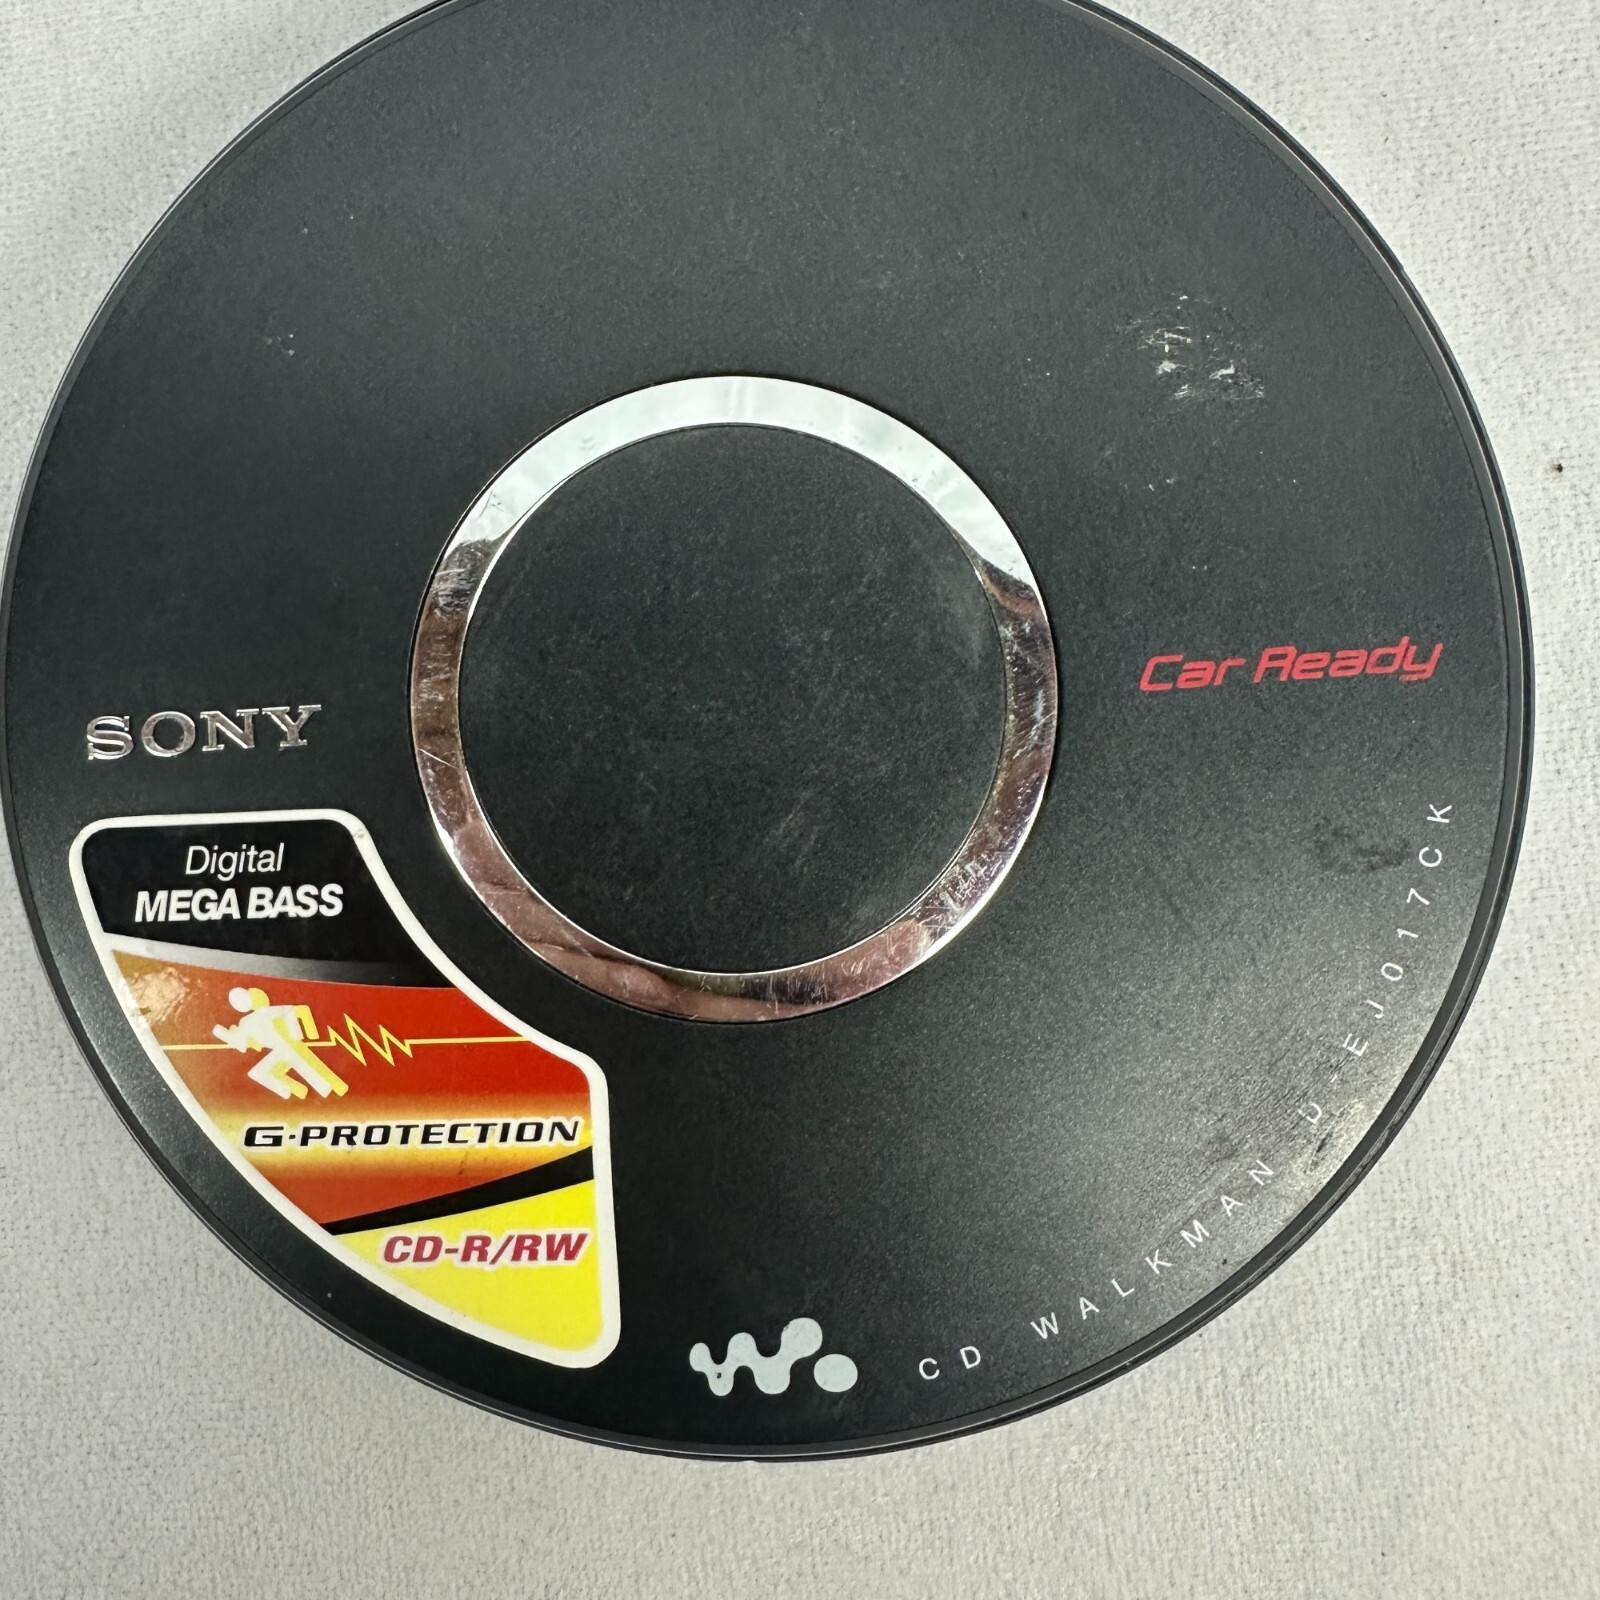 Car Ready
SONY
Digital
MEGA BASS
G-PROTECTION
CD-R/RW
CD WALKMAN D-EJ017CK